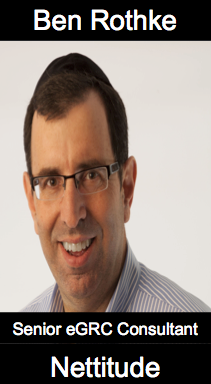 Ben Rothke
Senior eGRC Consultant
Nettitude